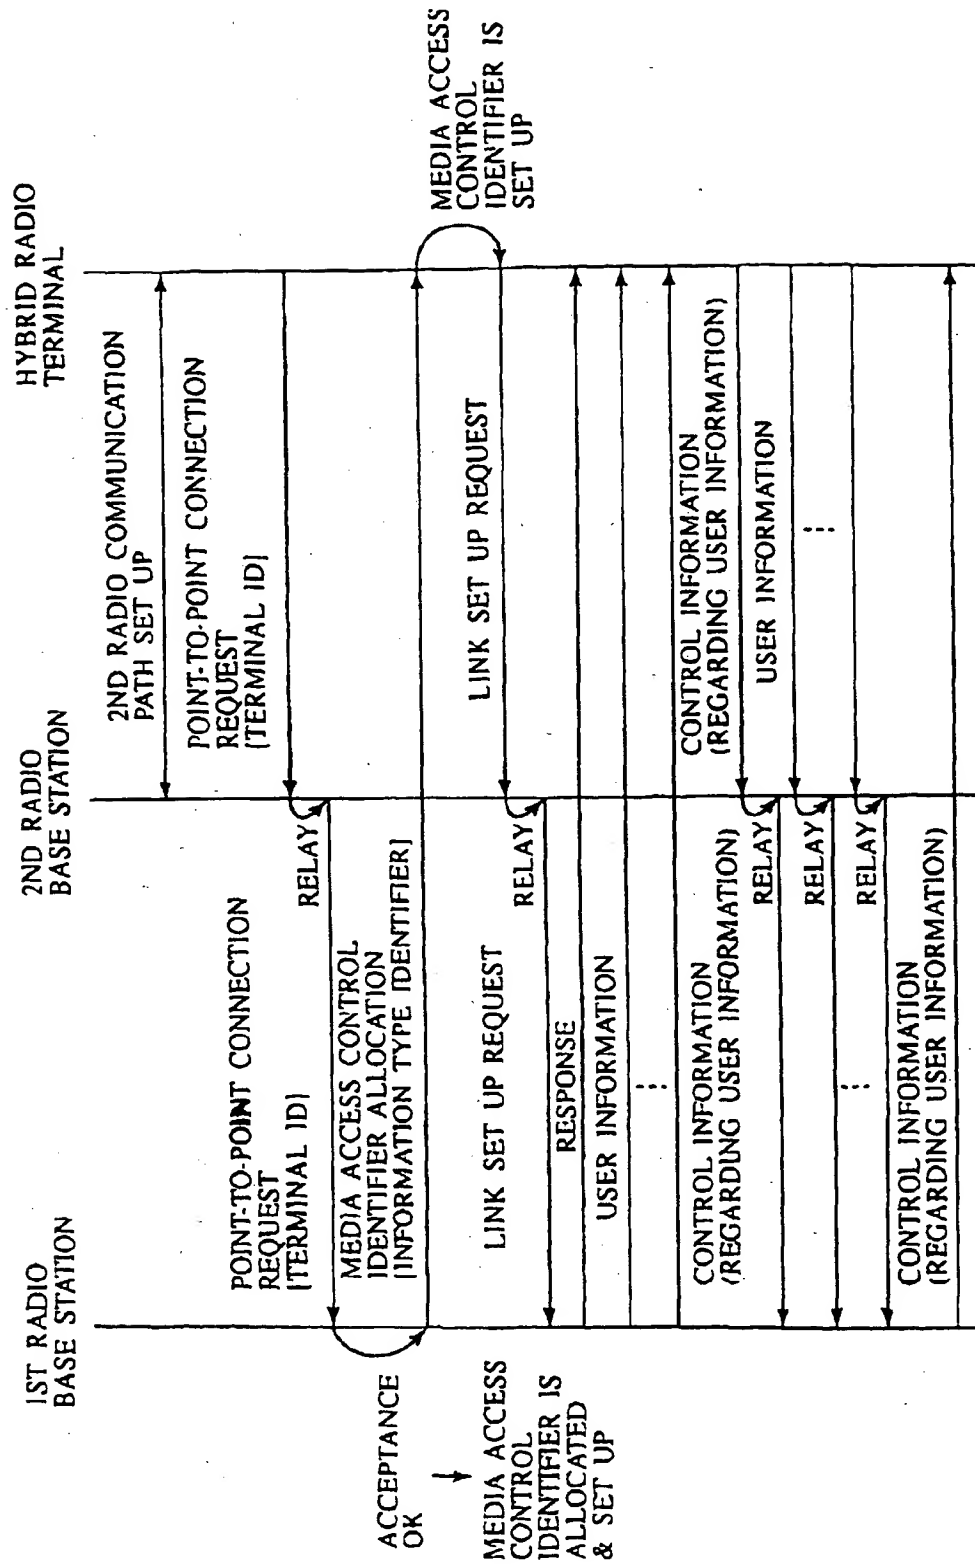 1ST RADIO
BASE STATION
2ND RADIO
BASE STATION
HYBRID RADIO
TERMINAL
2ND RADIO COMMUNICATION
PATH SET UP
POINT-TO-POINT CONNECTION
REQUEST
[TERMINAL ID]
RELAY
POINT-TO-POINT CONNECTION
REQUEST
[TERMINAL ID]
ACCEPTANCE
OK
MEDIA ACCESS
CONTROL
IDENTIFIER IS
ALLOCATED
& SET UP
MEDIA ACCESS CONTROL
IDENTIFIER ALLOCATION
[INFORMATION TYPE IDENTIFIER]
MEDIA ACCESS
CONTROL
IDENTIFIER IS
SET UP
LINK SET UP REQUEST
RELAY
LINK SET UP REQUEST
RESPONSE
USER INFORMATION
CONTROL INFORMATION
(REGARDING USER INFORMATION)
CONTROL INFORMATION
(REGARDING USER INFORMATION)
RELAY
USER INFORMATION
RELAY
RELAY
CONTROL INFORMATION
(REGARDING USER INFORMATION)